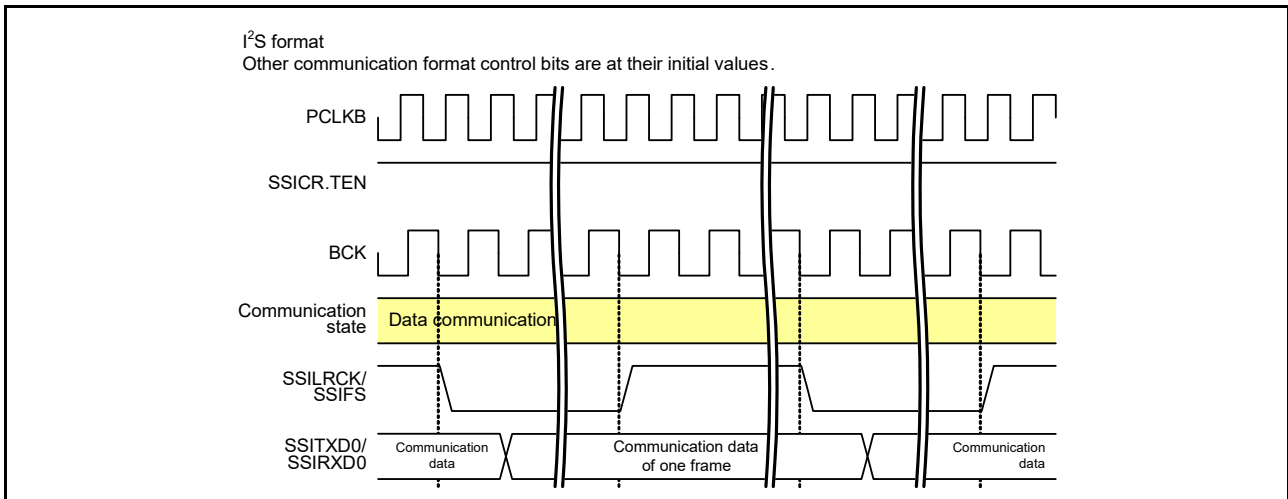 I²S format
Other communication format control bits are at their initial values.
PCLKB
SSICR.TEN
BCK
Communication
state
Data communication
SSILRCK/
SSIFS
SSITXD0/
SSIRXD0
Communication
data
Communication data
of one frame
Communication
data